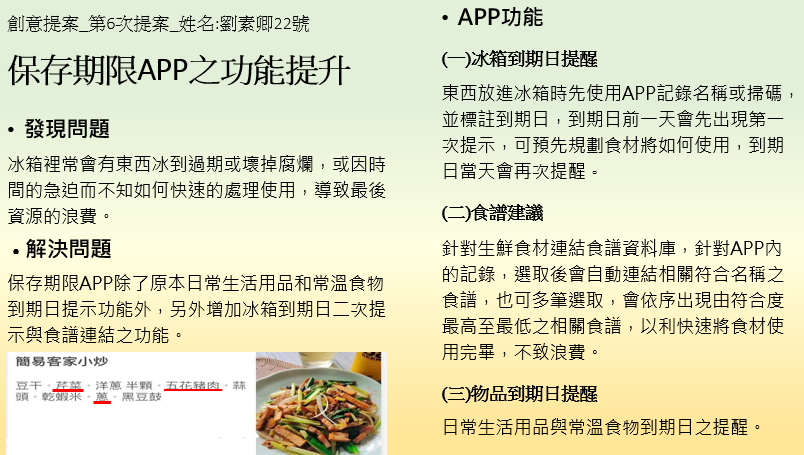 創意提案_第6次提案_姓名:劉素卿22號
保存期限APP之功能提升
• 發現問題
冰箱裡常會有東西冰到過期或壞掉腐爛，或因時
間的急迫而不知如何快速的處理使用，導致最後
資源的浪費。
• 解決問題
保存期限APP除了原本日常生活用品和常溫食物
到期日提示功能外，另外增加冰箱到期日二次提
示與食譜連結之功能。
簡易客家小炒
豆干。芹菜。洋蔥 半顆。五花豬肉。蒜
頭。乾蝦米。蔥。黑豆鼓
• APP功能
(一)冰箱到期日提醒
東西放進冰箱時先使用APP記錄名稱或掃碼，
並標註到期日，到期日前一天會先出現第一
次提示，可預先規劃食材將如何使用，到期
日當天會再次提醒。
(二)食譜建議
針對生鮮食材連結食譜資料庫，針對APP內
的記錄，選取後會自動連結相關符合名稱之
食譜，也可多筆選取，會依序出現由符合度
最高至最低之相關食譜，以利快速將食材使
用完畢，不致浪費。
(三)物品到期日提醒
日常生活用品與常溫食物到期日之提醒。